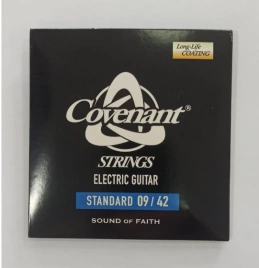 Long-Life
COATING
Covenant®
STRINGS
ELECTRIC GUITAR
STANDARD 09 / 42
SOUND OF FAITH